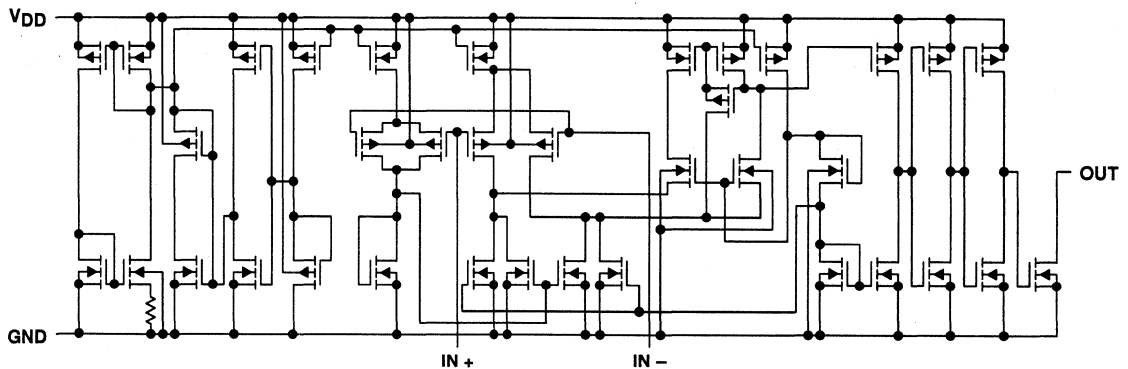 VDD
OUT
GND
IN +
IN –